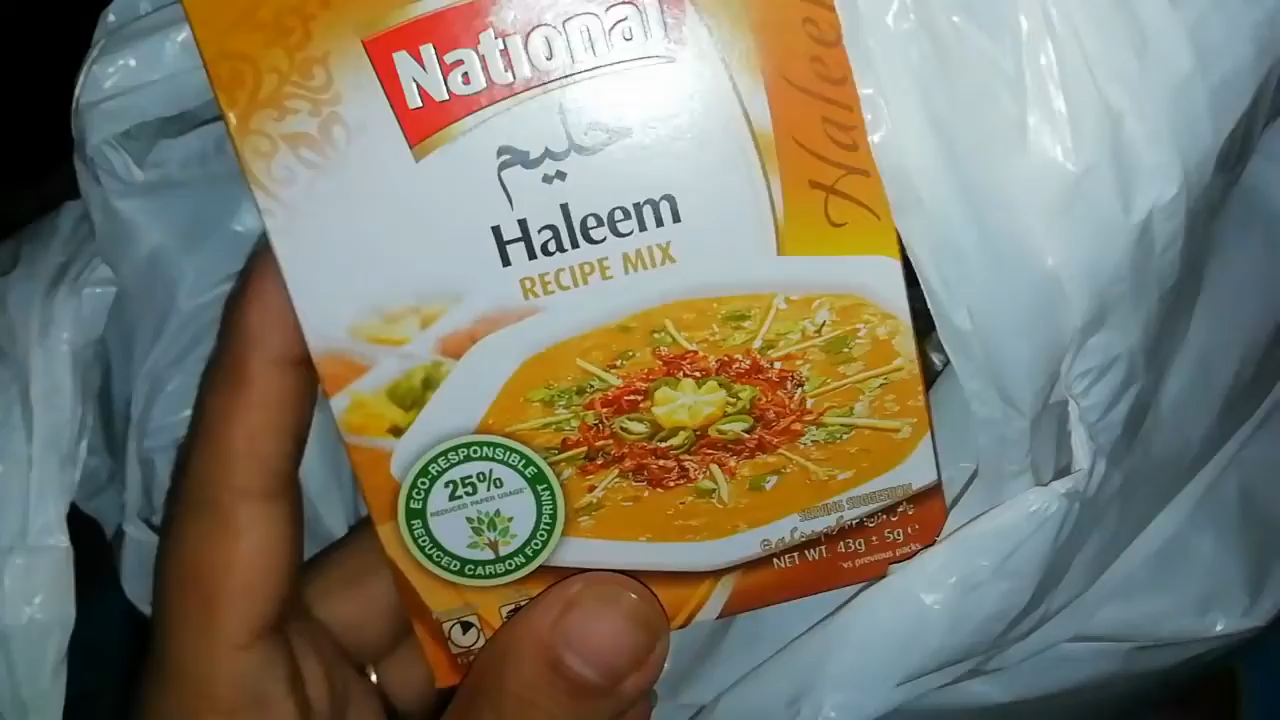 National
حلیم
Haleem
RECIPE MIX
Haleem
ECO-RESPONSIBLE
25%
REDUCED PAPER USAGE*
REDUCED CARBON FOOTPRINT
SERVING SUGGESTION
NET WT. 43g ± 5g ℮
*vs previous packs